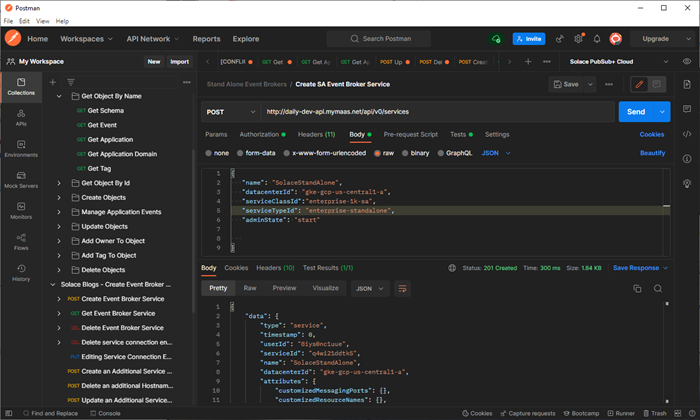 Postman
File Edit View Help
Home Workspaces API Network Reports Explore Search Postman Invite Upgrade
My Workspace New Import [CONFLI GET Get GET Get A GET Get Ap POST Up POST Del POST Create Solace PubSub+ Cloud
Stand Alone Event Brokers / Create SA Event Broker Service Save
POST http://daily-dev-api.mymaas.net/api/v0/services Send
Params Authorization Headers (11) Body Pre-request Script Tests Settings Cookies
none form-data x-www-form-urlencoded raw binary GraphQL JSON Beautify
1 {
2 "name": "SolaceStandAlone",
3 "datacenterId": "gke-gcp-us-central1-a",
4 "serviceClassId":"enterprise-1k-sa",
5 "serviceTypeId": "enterprise-standalone",
6 "adminState": "start"
7
8
9 }
Body Cookies Headers (10) Test Results (1/1) Status: 201 Created Time: 300 ms Size: 1.84 KB Save Response
Pretty Raw Preview Visualize JSON
1 {
2 "data": {
3 "type": "service",
4 "timestamp": 0,
5 "userId": "8iys0nc1uue",
6 "serviceId": "q4wi21ddtk5",
7 "name": "SolaceStandAlone",
8 "datacenterId": "gke-gcp-us-central1-a",
9 "attributes": {
10 "customizedMessagingPorts": {},
11 "customizedResourceNames": {},
Collections
APIs
Environments
Mock Servers
Monitors
Flows
History
Get Object By Name
GET Get Schema
GET Get Event
GET Get Application
GET Get Application Domain
GET Get Tag
Get Object By Id
Create Objects
Manage Application Events
Update Objects
Add Owner To Object
Add Tag To Object
Delete Objects
Solace Blogs - Create Event Broker ...
POST Create Event Broker Service
GET Get Event Broker Service
DEL Delete Event Broker Service
DEL Delete service connection en...
PUT Editing Service Connection E...
POST Create an Additional Service ...
DEL Delete an additional Hostnam...
POST Update an Additional Service ...
Find and Replace Console Cookies Capture requests Bootcamp Runner Trash